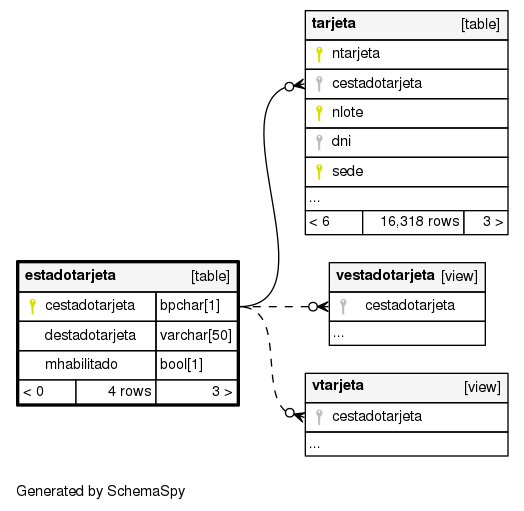 tarjeta [table]
ntarjeta
cestadotarjeta
nlote
dni
sede
...
< 6 16,318 rows 3 >
estadotarjeta [table]
cestadotarjeta bpchar[1]
destadotarjeta varchar[50]
mhabilitado bool[1]
< 0 4 rows 3 >
vestadotarjeta [view]
cestadotarjeta
...
vtarjeta [view]
cestadotarjeta
...
Generated by SchemaSpy